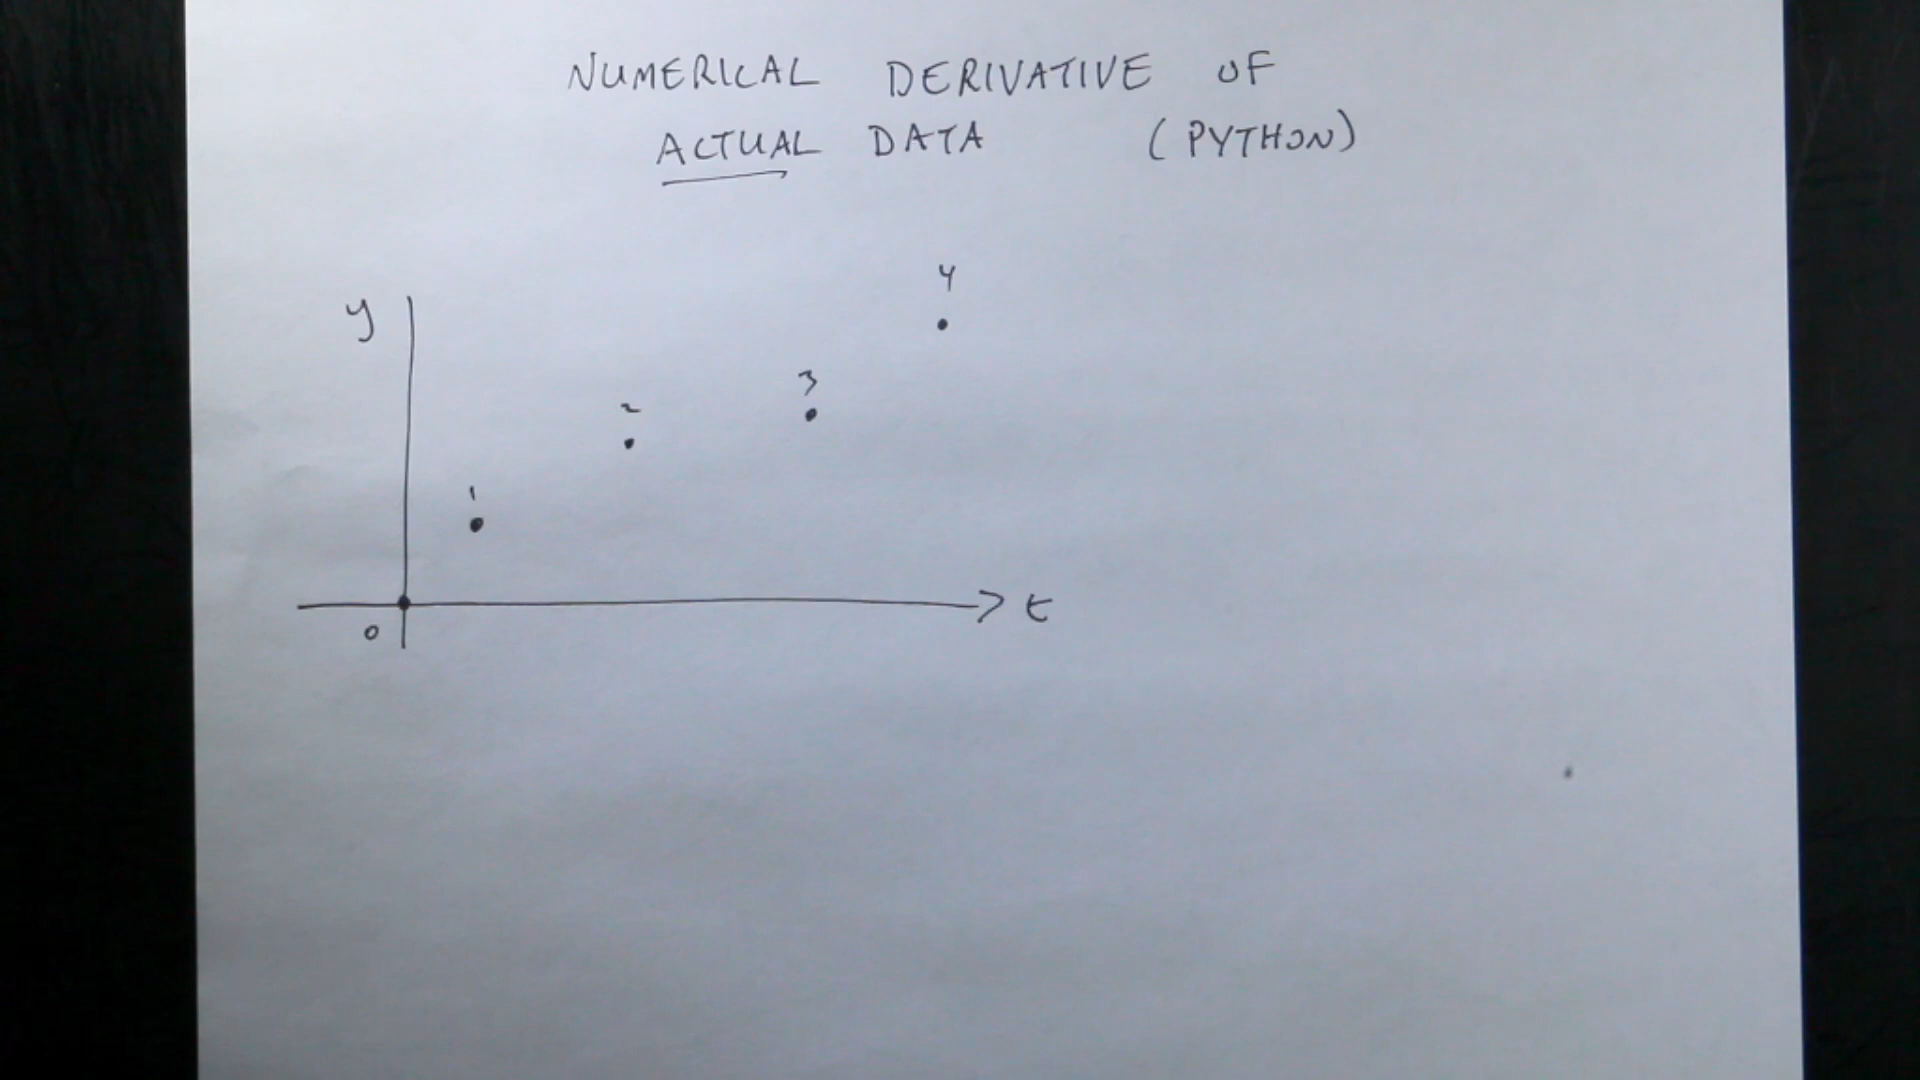 NUMERICAL DERIVATIVE OF
ACTUAL DATA (PYTHON)
4
y
3
2
1
t
0